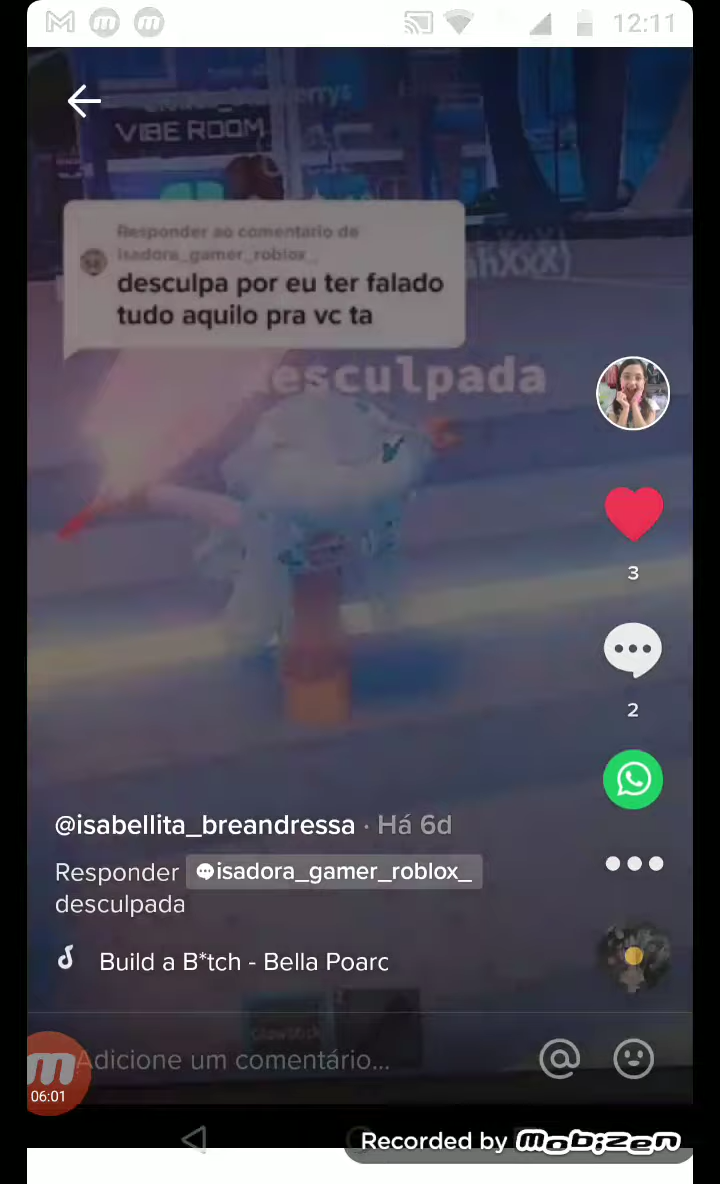 12:11
VIBE ROOM
Responder ao comentário de
isadora_gamer_roblox_
desculpa por eu ter falado
tudo aquilo pra vc ta
desculpada
3
2
@isabellita_breandressa · Há 6d
Responder isadora_gamer_roblox_
desculpada
Build a B*tch - Bella Poarc
Adicione um comentário...
06:01
Recorded by mobizen